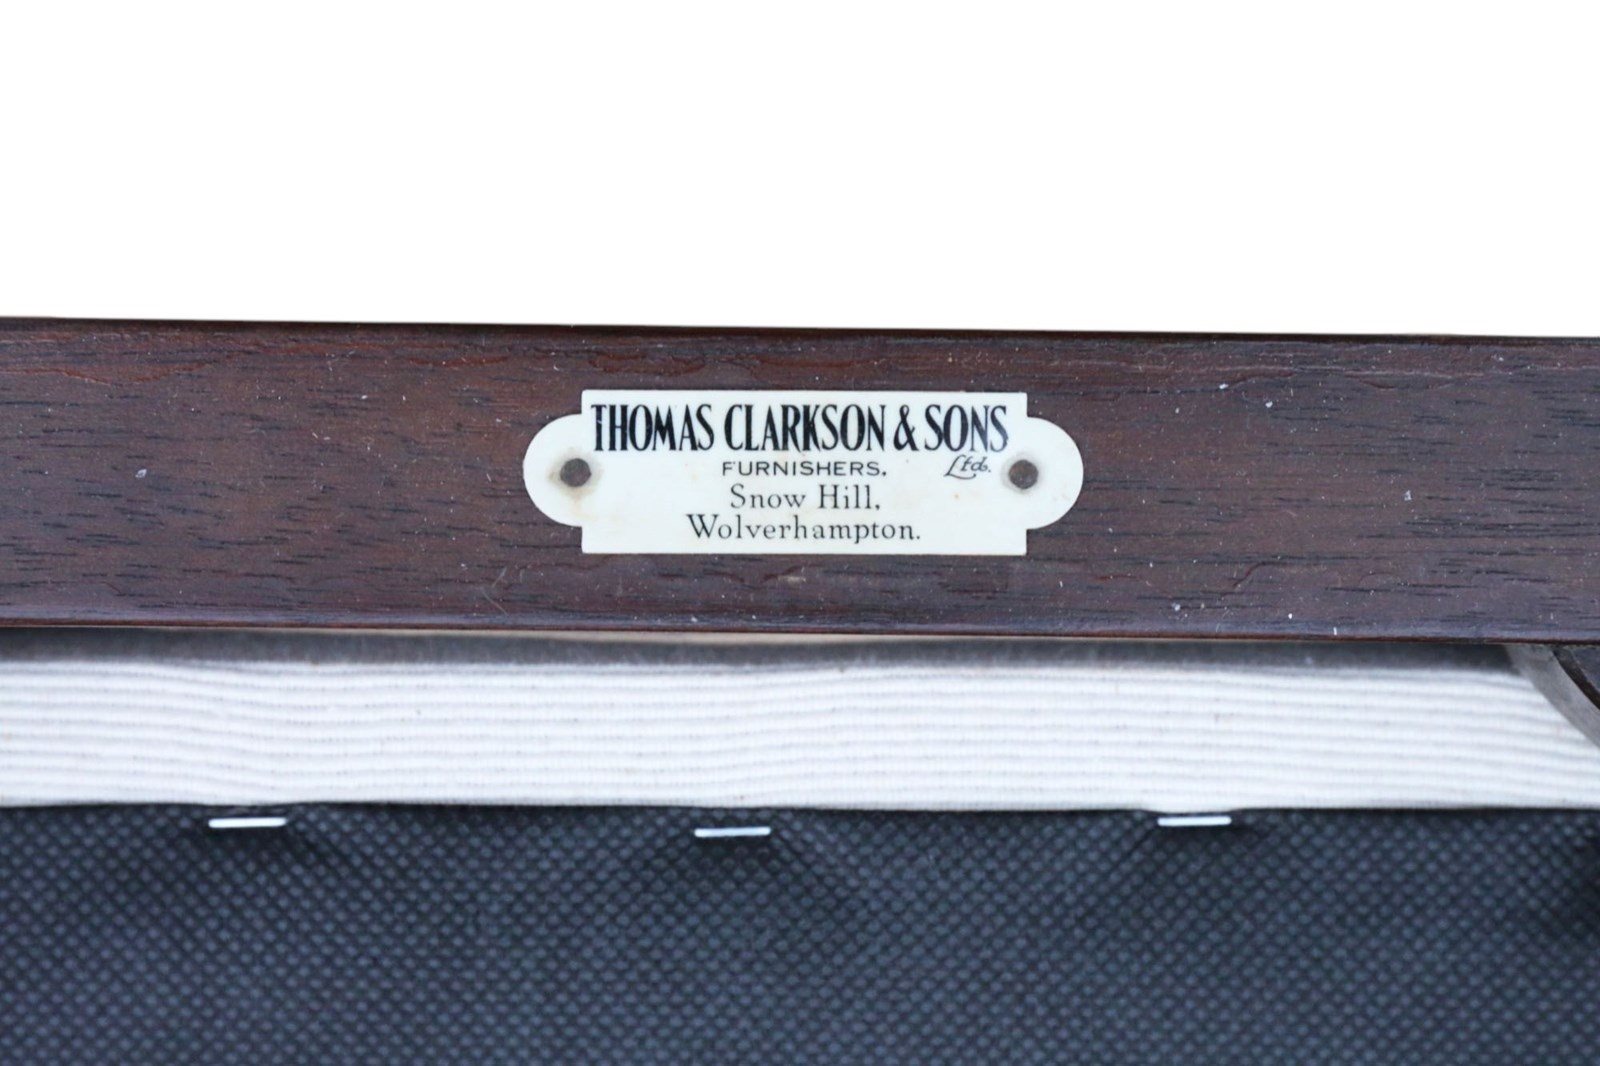 THOMAS CLARKSON & SONS
Ltd.
FURNISHERS.
Snow Hill,
Wolverhampton.